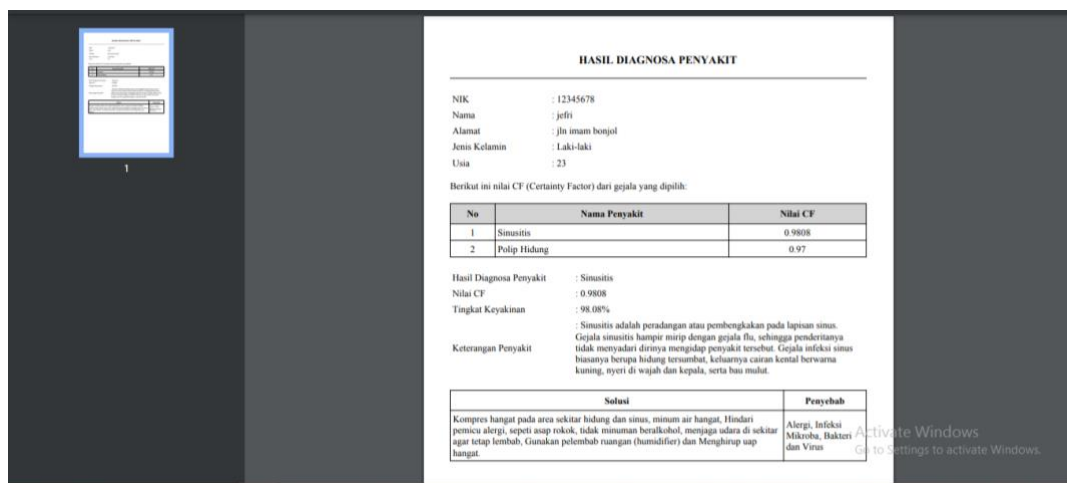 HASIL DIAGNOSA PENYAKIT
NIK : 12345678
Nama : jefri
Alamat : jln imam bonjol
Jenis Kelamin : Laki-laki
Usia : 23
Berikut ini nilai CF (Certainty Factor) dari gejala yang dipilih:
No Nama Penyakit Nilai CF
1 Sinusitis 0.9808
2 Polip Hidung 0.97
Hasil Diagnosa Penyakit : Sinusitis
Nilai CF : 0.9808
Tingkat Keyakinan : 98.08%
Keterangan Penyakit
: Sinusitis adalah peradangan atau pembengkakan pada lapisan sinus.
Gejala sinusitis hampir mirip dengan gejala flu, sehingga penderitanya
tidak menyadari dirinya mengidap penyakit tersebut. Gejala infeksi sinus
biasanya berupa hidung tersumbat, keluarnya cairan kental berwarna
kuning, nyeri di wajah dan kepala, serta bau mulut.
Solusi Penyebab
Kompres hangat pada area sekitar hidung dan sinus, minum air hangat, Hindari
pemicu alergi, sepeti asap rokok, tidak minuman beralkohol, menjaga udara di sekitar
agar tetap lembab, Gunakan pelembab ruangan (humidifier) dan Menghirup uap
hangat.
Alergi, Infeksi
Mikroba, Bakteri
dan Virus
Activate Windows
Go to Settings to activate Windows.
1